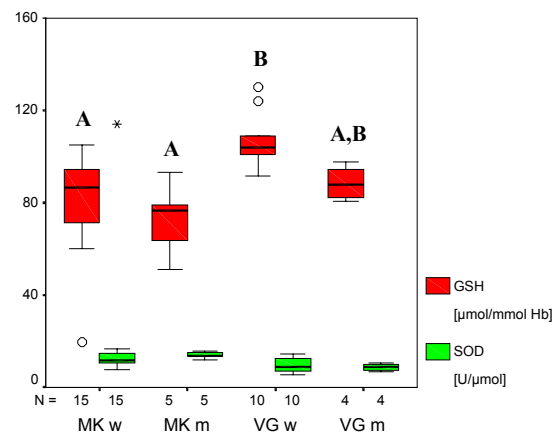 160
B
120
A
*
A
A,B
80
GSH
[µmol/mmol Hb]
40
SOD
[U/µmol]
0
N = 15 15 5 5 10 10 4 4
MK w MK m VG w VG m